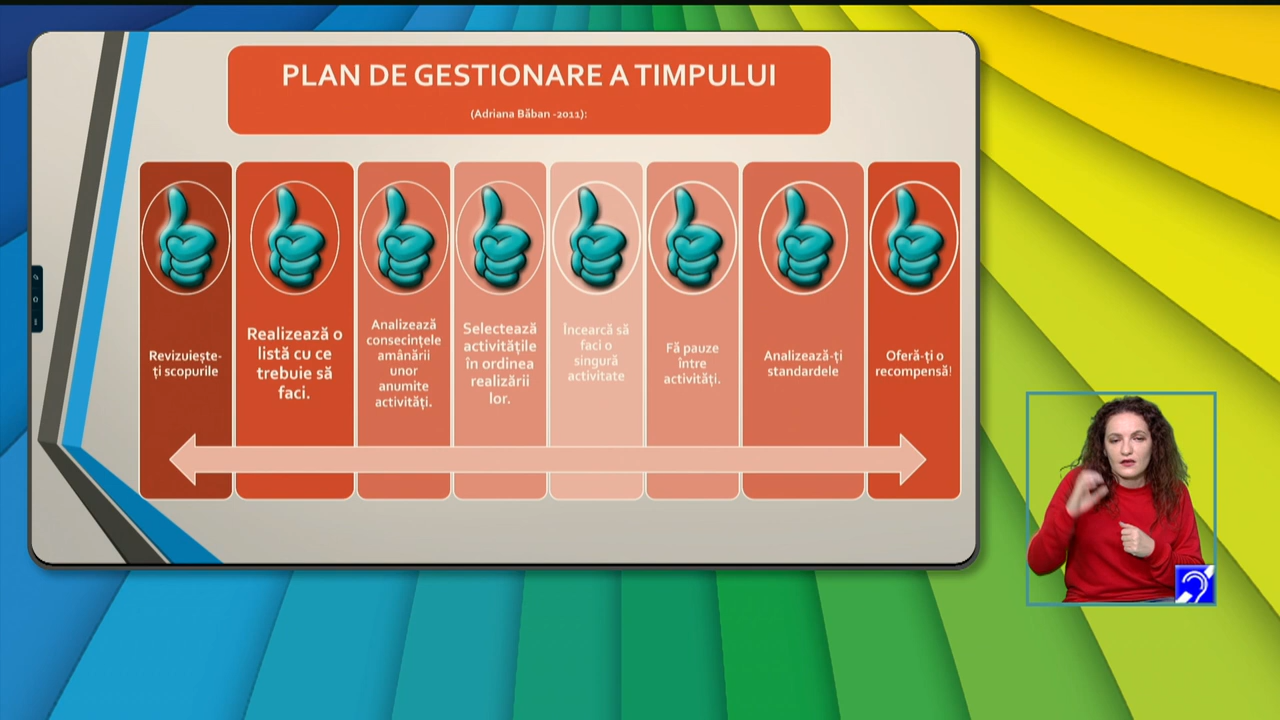 PLAN DE GESTIONARE A TIMPULUI
(Adriana Băban -2011):
Revizuiește-
ți scopurile
Realizează o
listă cu ce
trebuie să
faci.
Analizează
consecințele
amânării
unor
anumite
activități.
Selectează
activitățile
în ordinea
realizării
lor.
Încearcă să
faci o
singură
activitate
Fă pauze
între
activități.
Analizează-ți
standardele
Oferă-ți o
recompensă!